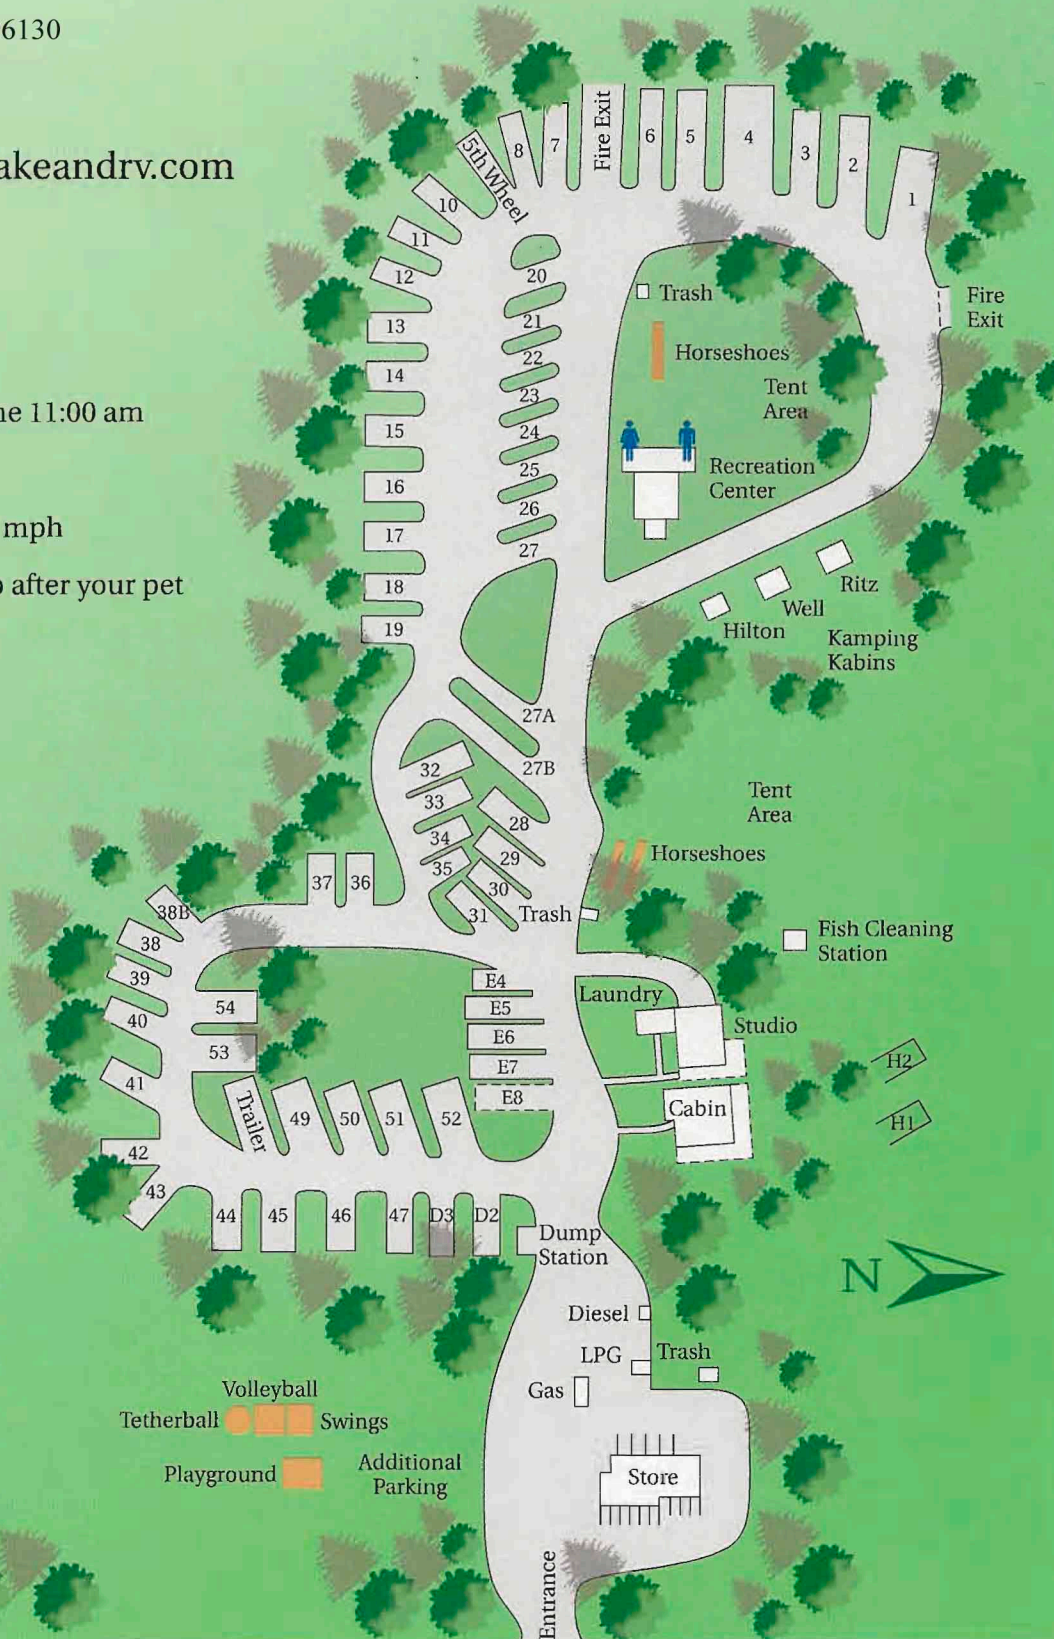 6130
akeandrv.com
ne 11:00 am
mph
after your pet
Fire Exit
8
7
6
5
4
3
2
1
5th Wheel
10
11
12
13
14
15
16
17
18
19
20
21
22
23
24
25
26
27
27A
27B
Trash
Horseshoes
Tent
Area
Recreation
Center
Fire
Exit
Ritz
Well
Hilton
Kamping
Kabins
32
33
34
35
28
29
30
31
Tent
Area
Horseshoes
Trash
Fish Cleaning
Station
37
36
38B
38
39
40
41
42
43
54
53
Trailer
49
50
51
52
E4
E5
E6
E7
E8
Laundry
Studio
Cabin
H2
H1
44
45
46
47
D3
D2
Dump
Station
N
Diesel
LPG
Trash
Gas
Volleyball
Tetherball
Swings
Playground
Additional
Parking
Store
Entrance